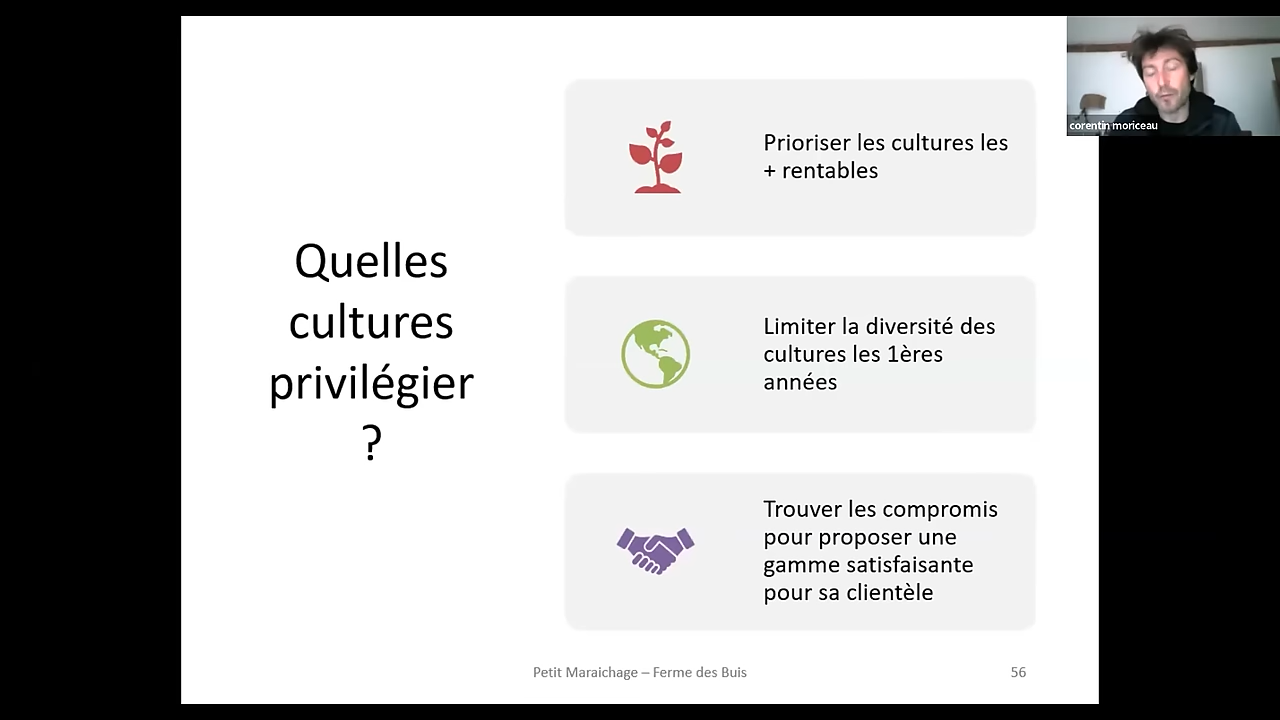 Quelles
cultures
privilégier
?
Prioriser les cultures les
+ rentables
Limiter la diversité des
cultures les 1ères
années
Trouver les compromis
pour proposer une
gamme satisfaisante
pour sa clientèle
Petit Maraichage – Ferme des Buis
56
corentin moriceau